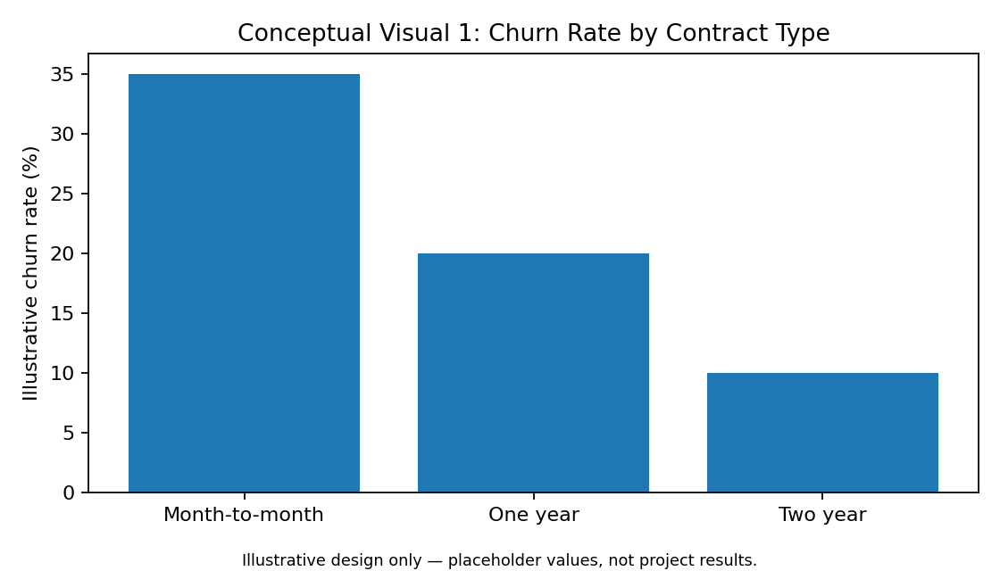 Conceptual Visual 1: Churn Rate by Contract Type
Illustrative churn rate (%)
35
30
25
20
15
10
5
0
Month-to-month
One year
Two year
Illustrative design only — placeholder values, not project results.